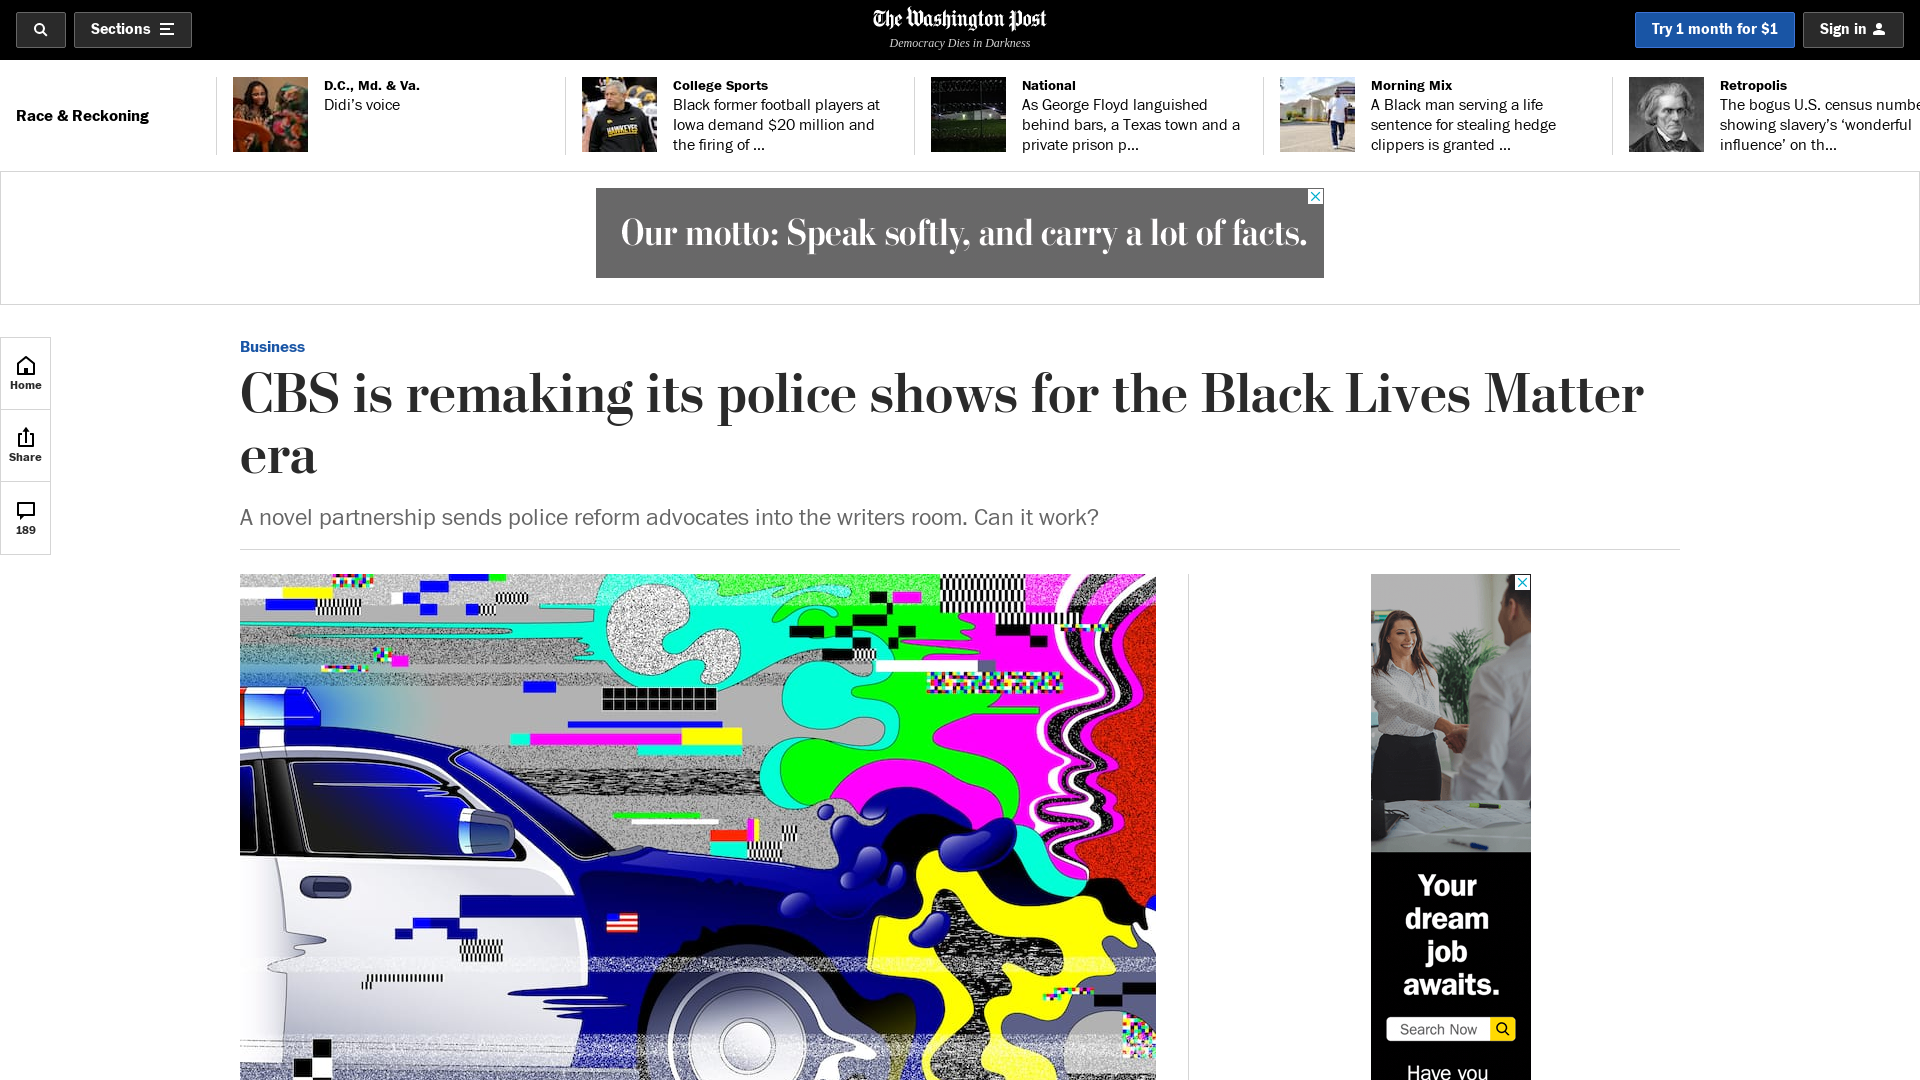 Sections
The Washington Post
Democracy Dies in Darkness
Try 1 month for $1
Sign in
Race & Reckoning
D.C., Md. & Va.
Didi’s voice
College Sports
Black former football players at
Iowa demand $20 million and
the firing of ...
National
As George Floyd languished
behind bars, a Texas town and a
private prison p...
Morning Mix
A Black man serving a life
sentence for stealing hedge
clippers is granted ...
Retropolis
The bogus U.S. census numbe
showing slavery’s ‘wonderful
influence’ on th...
HAWKEYES
Our motto: Speak softly, and carry a lot of facts.
Home
Share
189
Business
CBS is remaking its police shows for the Black Lives Matter
era
A novel partnership sends police reform advocates into the writers room. Can it work?
Your
dream
job
awaits.
Search Now
Have you